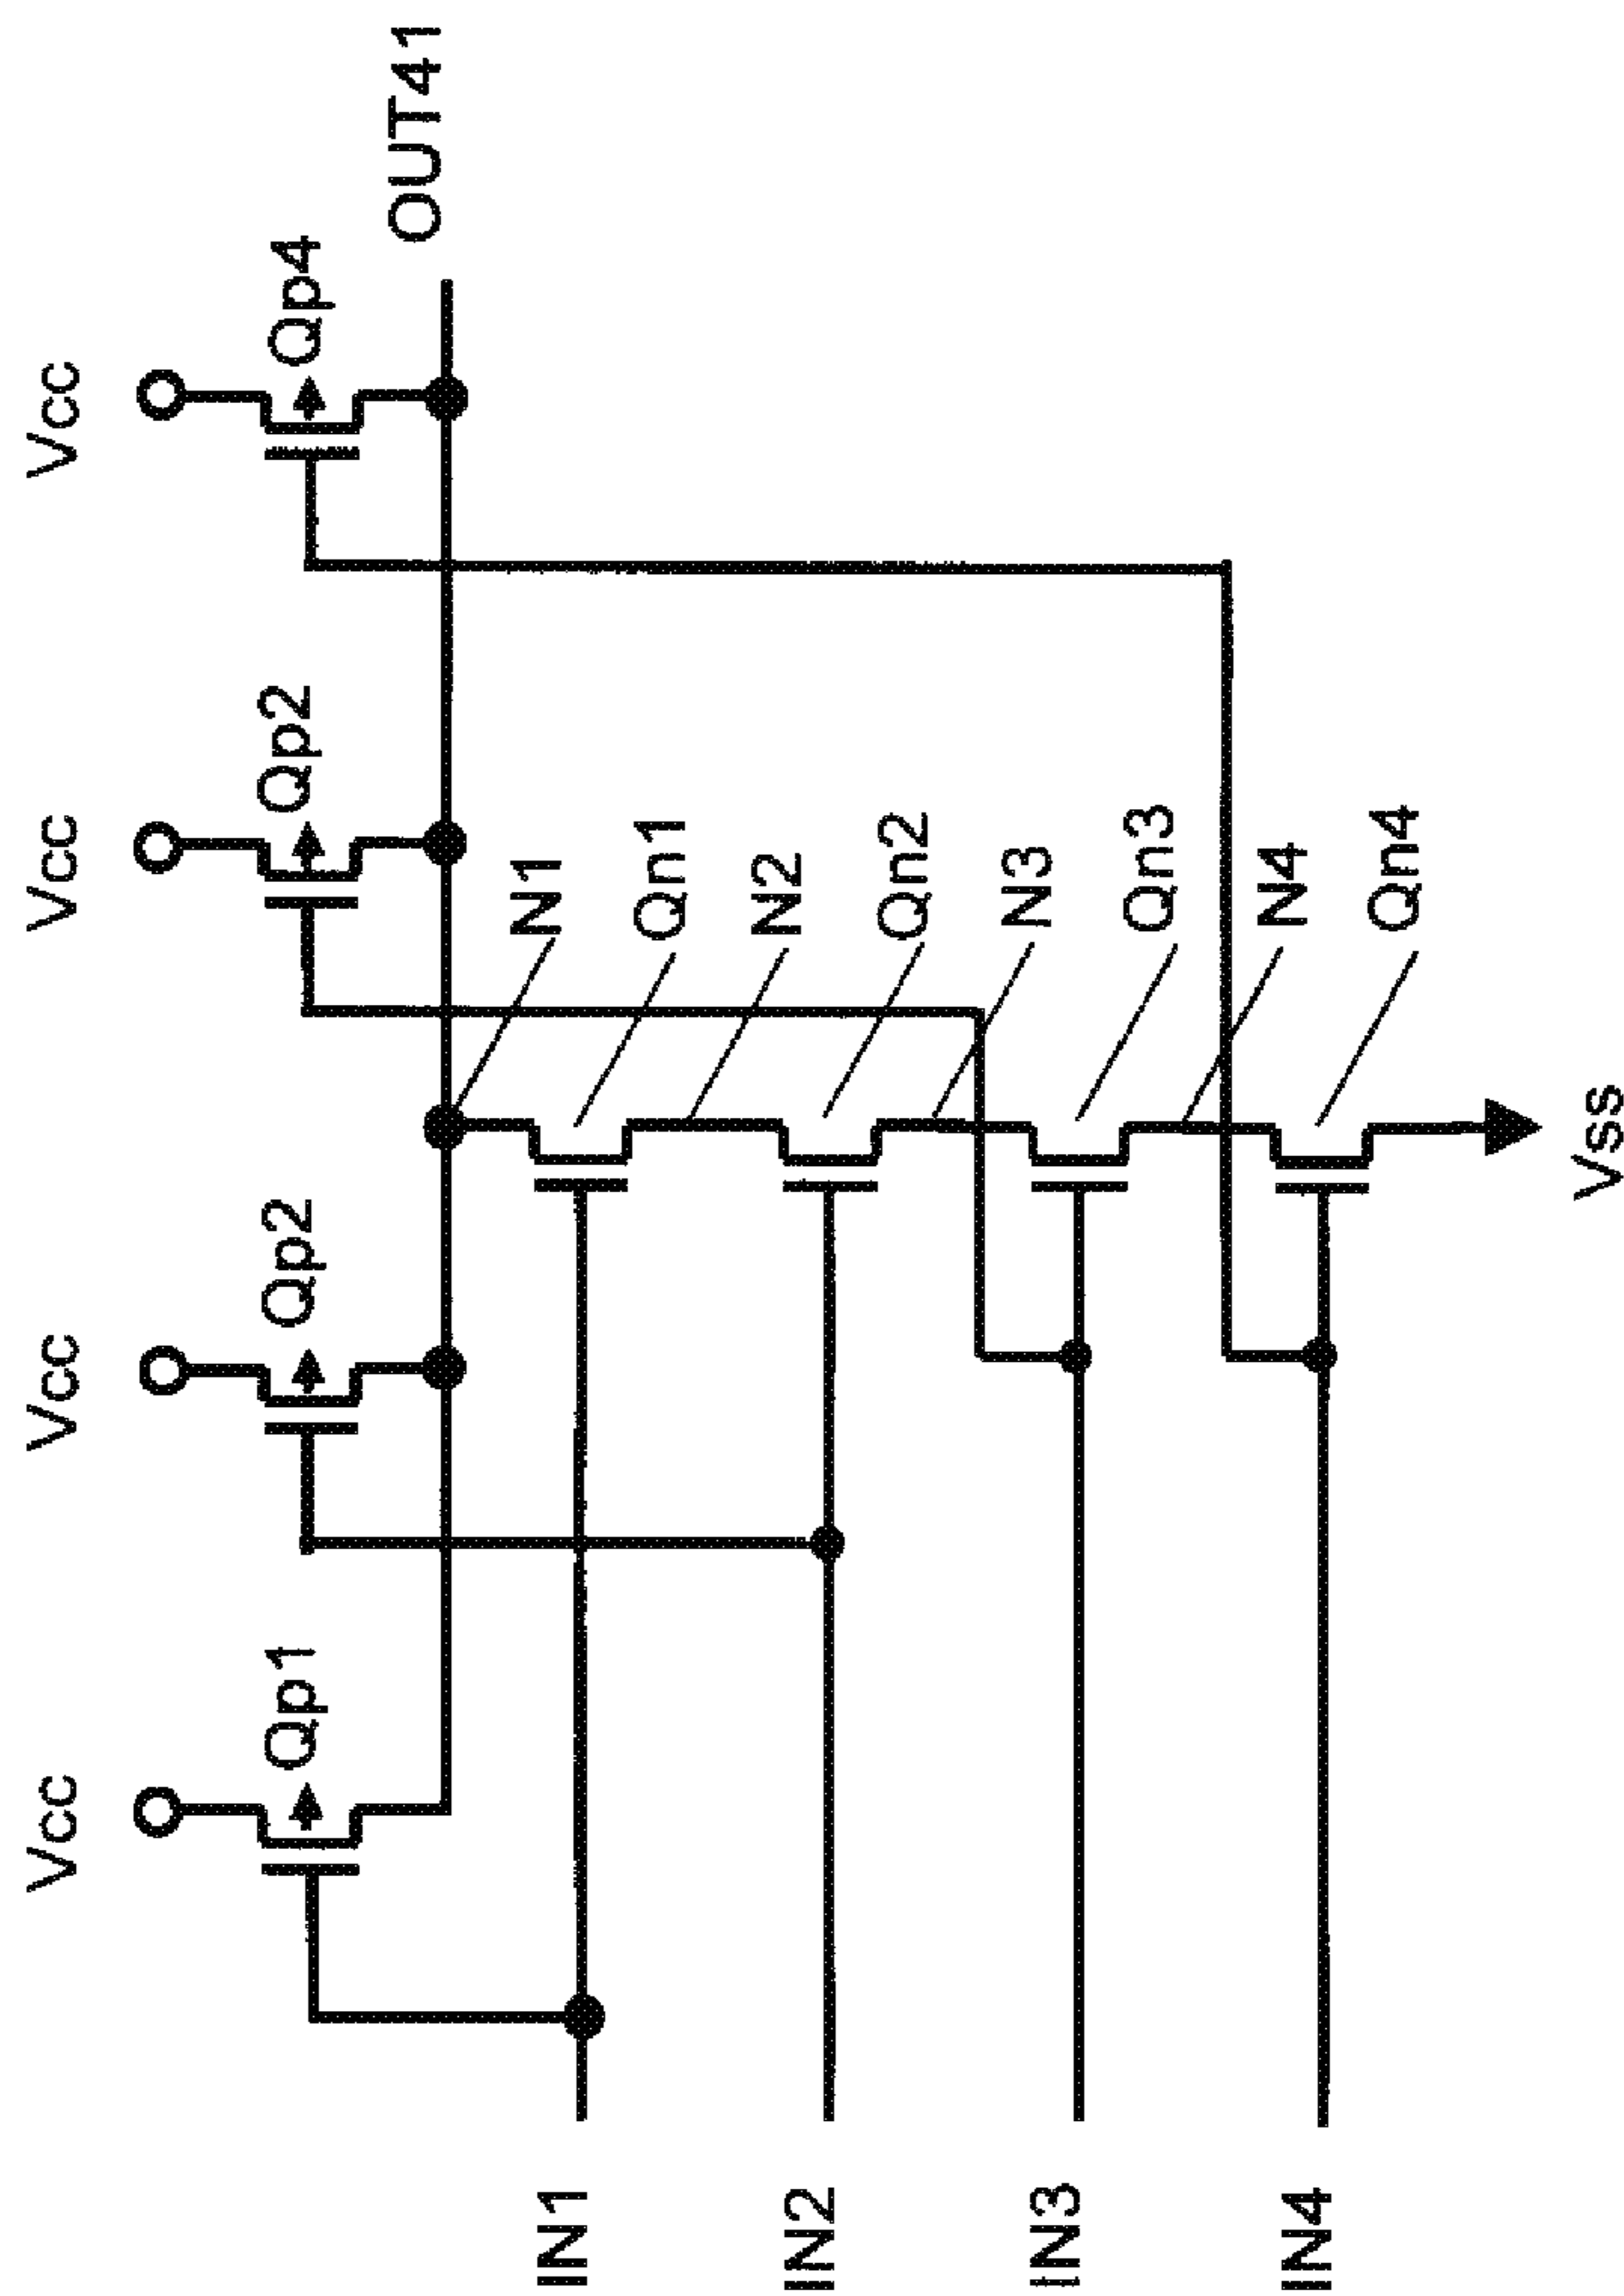 Vcc
Vcc
Vcc
Vcc
Qp1
Qp2
Qp2
Qp4
OUT41
IN1
N1
Qn1
N2
IN2
Qn2
N3
IN3
Qn3
N4
IN4
Qn4
Vss